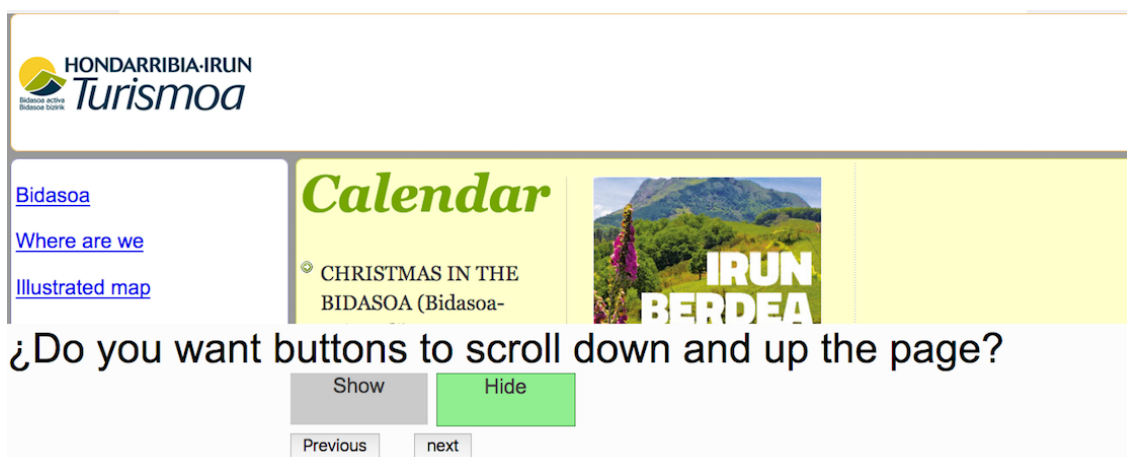 HONDARRIBIA·IRUN
Turismoa
Bidasoa activa
Bidasoa bizirik
Bidasoa
Where are we
Illustrated map
Calendar
CHRISTMAS IN THE
BIDASOA (Bidasoa-
IRUN
BERDEA
¿Do you want buttons to scroll down and up the page?
Show Hide
Previous next